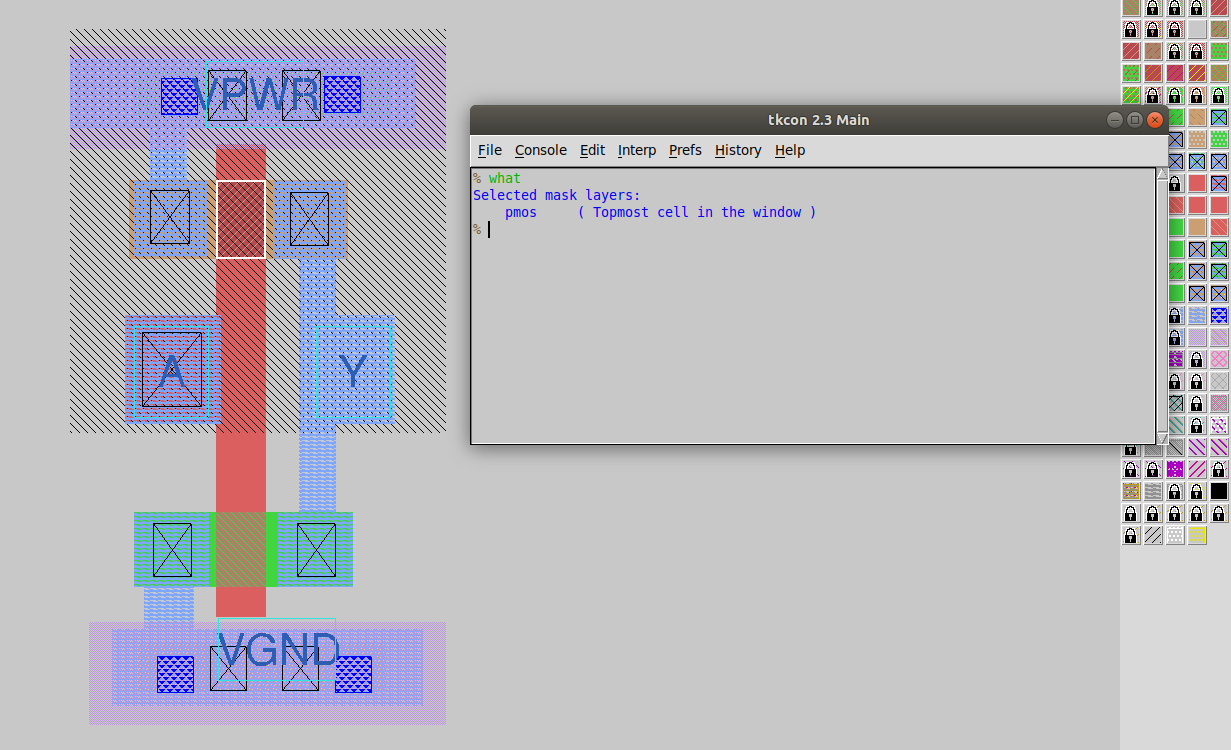 VPWR
tkcon 2.3 Main
File Console Edit Interp Prefs History Help
% what
Selected mask layers:
pmos ( Topmost cell in the window )
%
A
Y
VGND